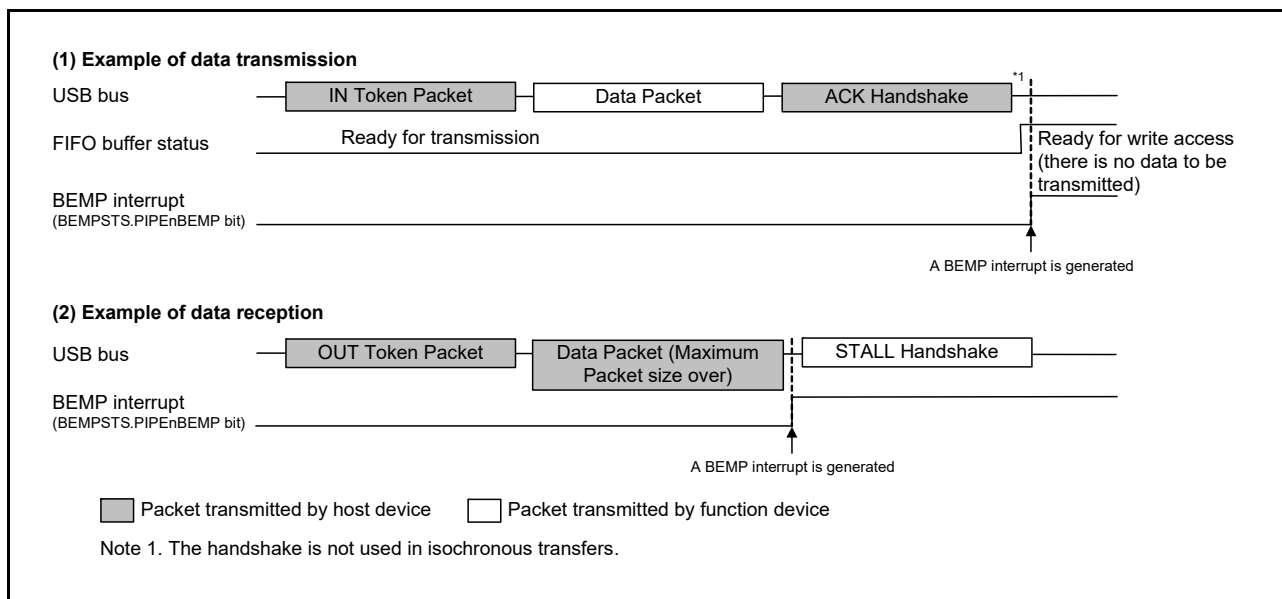 (1) Example of data transmission
*1
USB bus
IN Token Packet
Data Packet
ACK Handshake
FIFO buffer status
Ready for transmission
Ready for write access
(there is no data to be
transmitted)
BEMP interrupt
(BEMPSTS.PIPEnBEMP bit)
A BEMP interrupt is generated
(2) Example of data reception
USB bus
OUT Token Packet
Data Packet (Maximum
Packet size over)
STALL Handshake
BEMP interrupt
(BEMPSTS.PIPEnBEMP bit)
A BEMP interrupt is generated
Packet transmitted by host device
Packet transmitted by function device
Note 1. The handshake is not used in isochronous transfers.